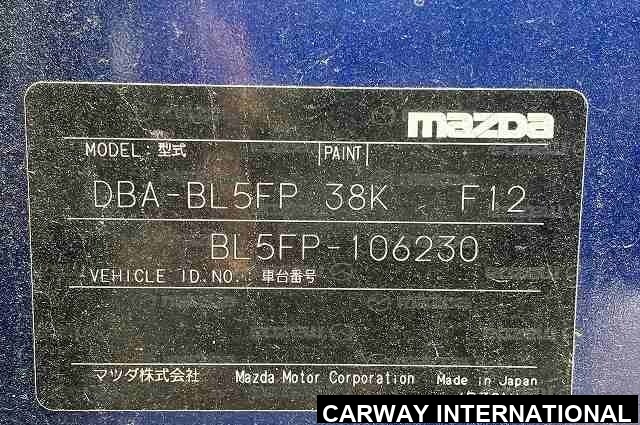 mazda
MODEL:型式 PAINT
DBA-BL5FP 38K F12
BL5FP-106230
VEHICLE ID.NO.:車台番号
マツダ株式会社 Mazda Motor Corporation Made in Japan
CARWAY INTERNATIONAL